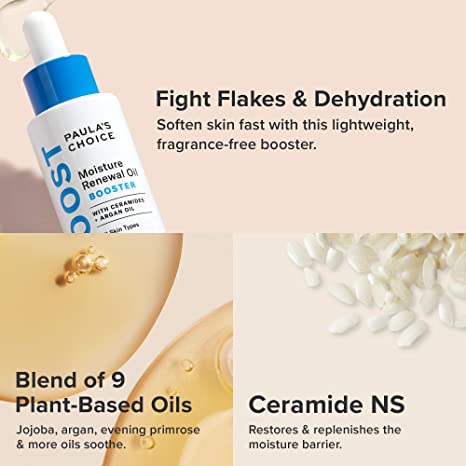 Fight Flakes & Dehydration
Soften skin fast with this lightweight,
fragrance-free booster.
PAULA'S
CHOICE
Moisture
Renewal Oil
BOOSTER
WITH CERAMIDES
+ ARGAN OIL
Skin Types
Blend of 9
Plant-Based Oils
Jojoba, argan, evening primrose
& more oils soothe.
Ceramide NS
Restores & replenishes the
moisture barrier.